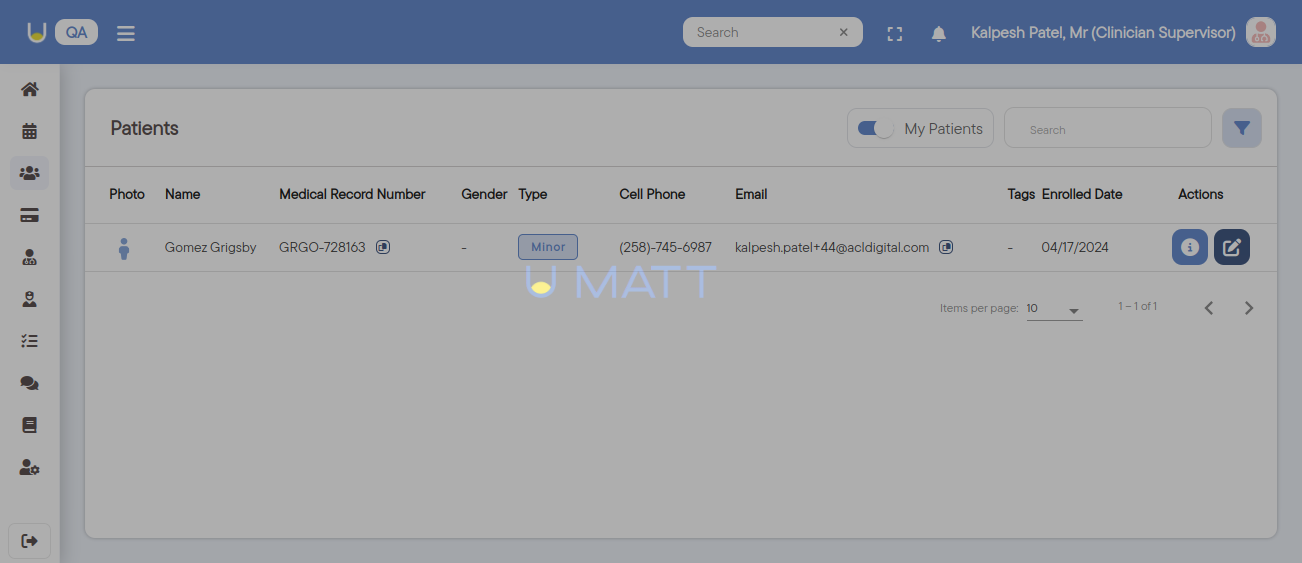 QA
Search
Kalpesh Patel, Mr (Clinician Supervisor)
Patients
My Patients
Search
Photo Name Medical Record Number Gender Type Cell Phone Email Tags Enrolled Date Actions
Gomez Grigsby GRGO-728163 - Minor (258)-745-6987 kalpesh.patel+44@acldigital.com - 04/17/2024
U MATT
Items per page: 10 1 – 1 of 1